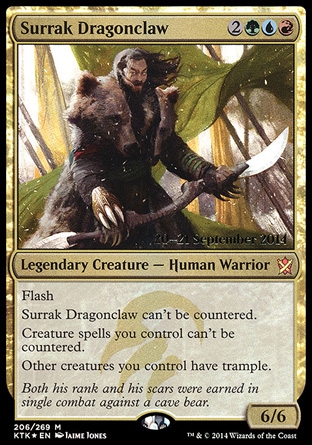 Surrak Dragonclaw 2
20–21 September 2014
Legendary Creature — Human Warrior
Flash
Surrak Dragonclaw can't be countered.
Creature spells you control can't be
countered.
Other creatures you control have trample.
Both his rank and his scars were earned in
single combat against a cave bear.
6/6
206/269 M
KTK ★ EN JAIME JONES
™ & © 2014 Wizards of the Coast